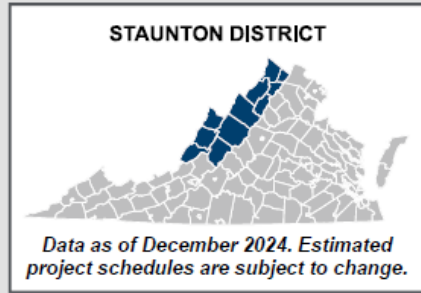 STAUNTON DISTRICT
Data as of December 2024. Estimated
project schedules are subject to change.